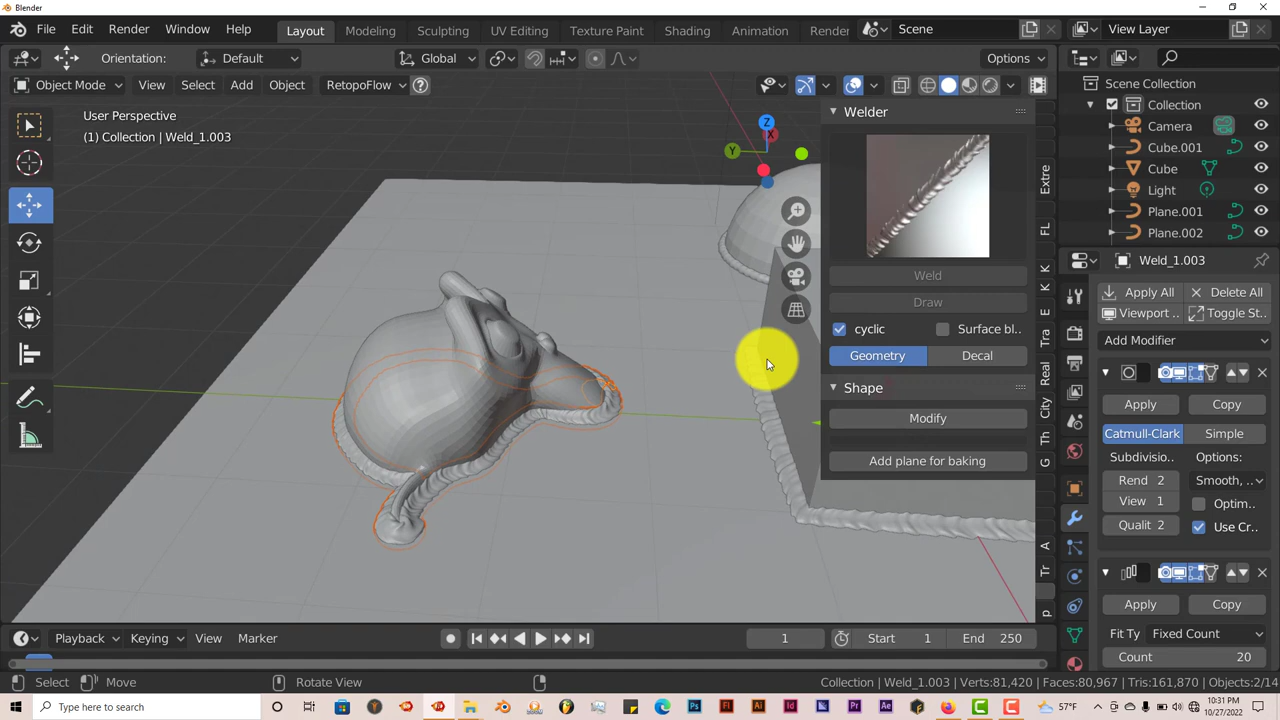 Blender
File Edit Render Window Help Layout Modeling Sculpting UV Editing Texture Paint Shading Animation Render Scene View Layer
Orientation: Default Global Options
Object Mode View Select Add Object RetopoFlow
User Perspective
(1) Collection | Weld_1.003
Z
X
Y
Welder
Weld
Draw
cyclic Surface bl..
Geometry Decal
Shape
Modify
Add plane for baking
Extre
FL
K
K
Tra
Real
City
Th
G
A
Tr
p
Scene Collection
Collection
Camera
Cube.001
Cube
Light
Plane.001
Plane.002
Weld_1.003
Apply All Delete All
Viewport .. Toggle St..
Add Modifier
Apply Copy
Catmull-Clark Simple
Subdivisio.. Options:
Rend 2 Smooth, ..
View 1 Optim..
Qualit 2 Use Cr..
Apply Copy
Fit Ty Fixed Count
Count 20
Playback Keying View Marker 1 Start 1 End 250
Select Move Rotate View Collection | Weld_1.003 | Verts:81,420 | Faces:80,967 | Tris:161,870 | Objects:2/14
Type here to search 57°F 10:31 PM
10/27/2022